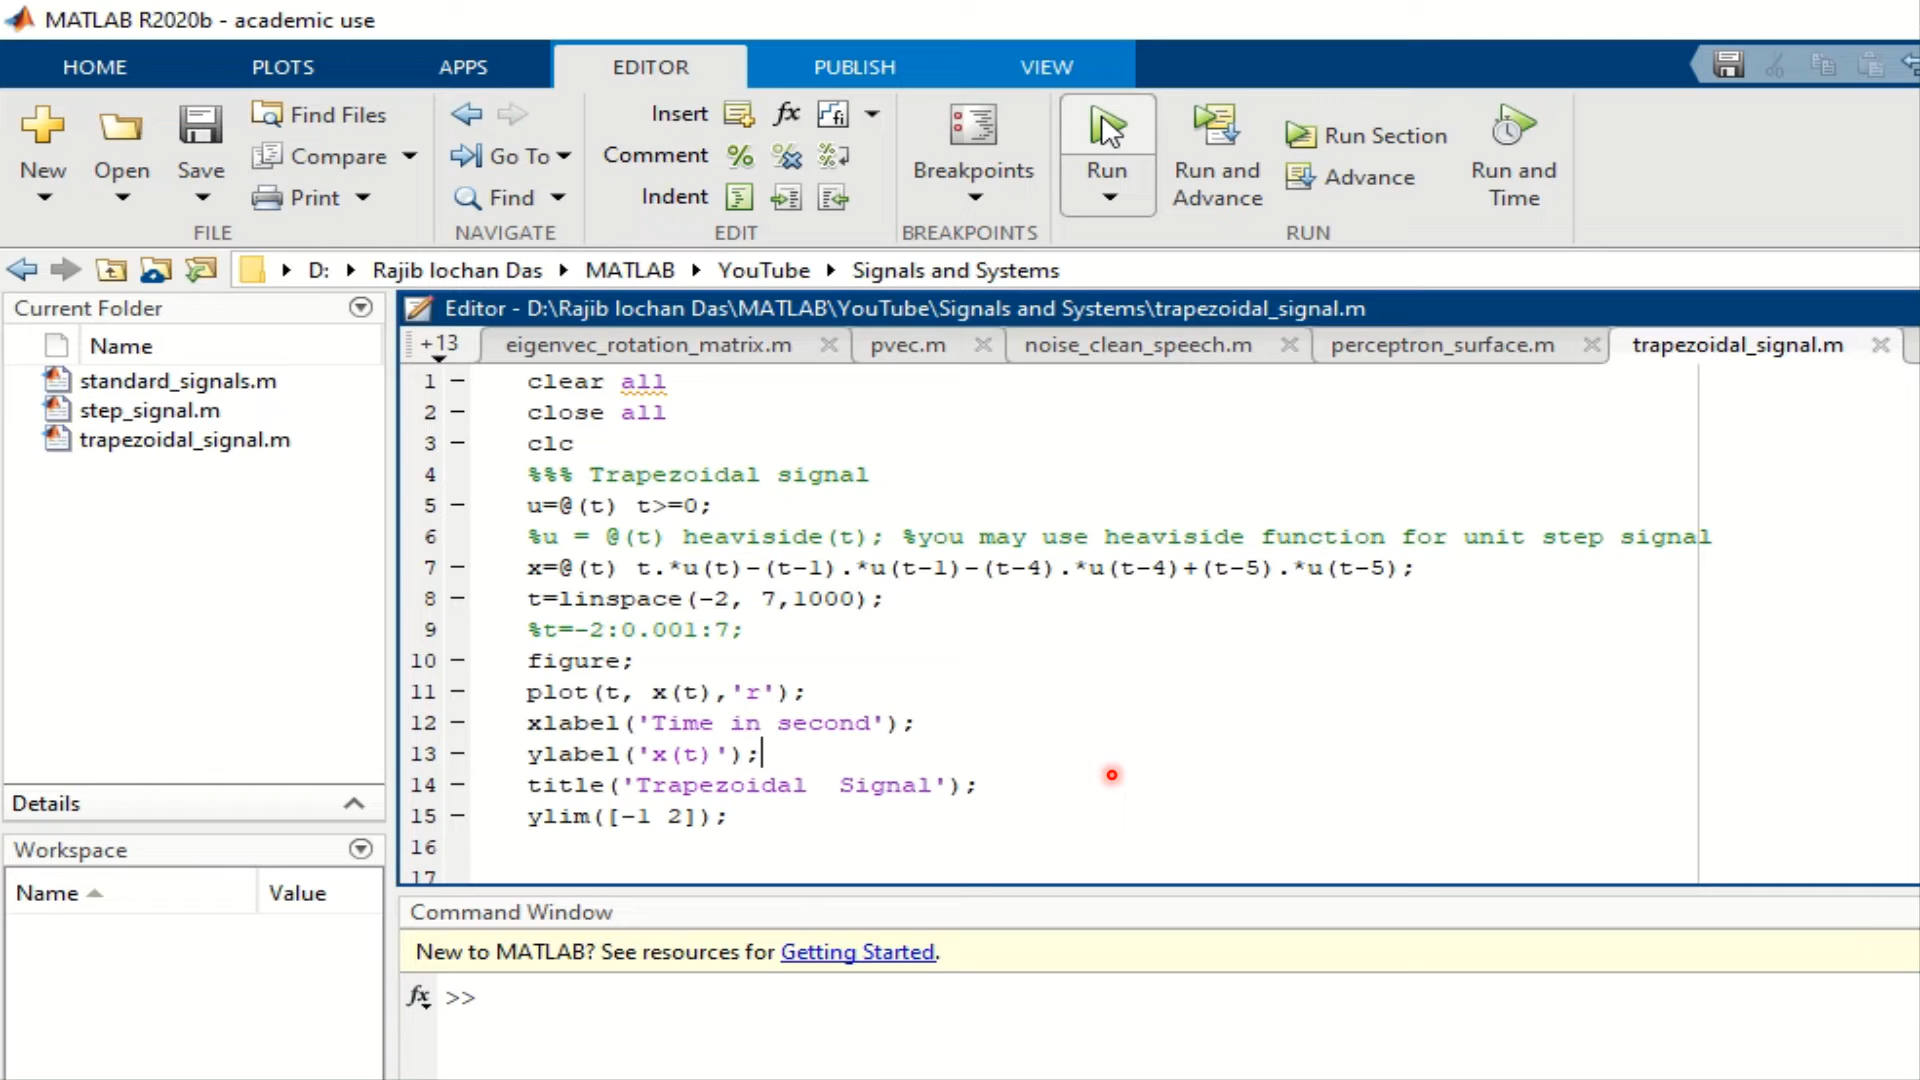 MATLAB R2020b - academic use
HOME PLOTS APPS EDITOR PUBLISH VIEW
New Open Save Find Files Compare Print
FILE
Go To Find
NAVIGATE
Insert fx
Comment
Indent
EDIT
Breakpoints
BREAKPOINTS
Run Run and Advance Run Section Advance Run and Time
RUN
D: Rajib lochan Das MATLAB YouTube Signals and Systems
Current Folder
Name
standard_signals.m
step_signal.m
trapezoidal_signal.m
Details
Workspace
Name Value
Editor - D:\Rajib lochan Das\MATLAB\YouTube\Signals and Systems\trapezoidal_signal.m
+13 eigenvec_rotation_matrix.m pvec.m noise_clean_speech.m perceptron_surface.m trapezoidal_signal.m
1 – clear all
2 – close all
3 – clc
4 %%% Trapezoidal signal
5 – u=@(t) t>=0;
6 %u = @(t) heaviside(t); %you may use heaviside function for unit step signal
7 – x=@(t) t.*u(t)-(t-1).*u(t-1)-(t-4).*u(t-4)+(t-5).*u(t-5);
8 – t=linspace(-2, 7,1000);
9 %t=-2:0.001:7;
10 – figure;
11 – plot(t, x(t),'r');
12 – xlabel('Time in second');
13 – ylabel('x(t)');
14 – title('Trapezoidal  Signal');
15 – ylim([-1 2]);
16
17
Command Window
New to MATLAB? See resources for Getting Started.
fx >>